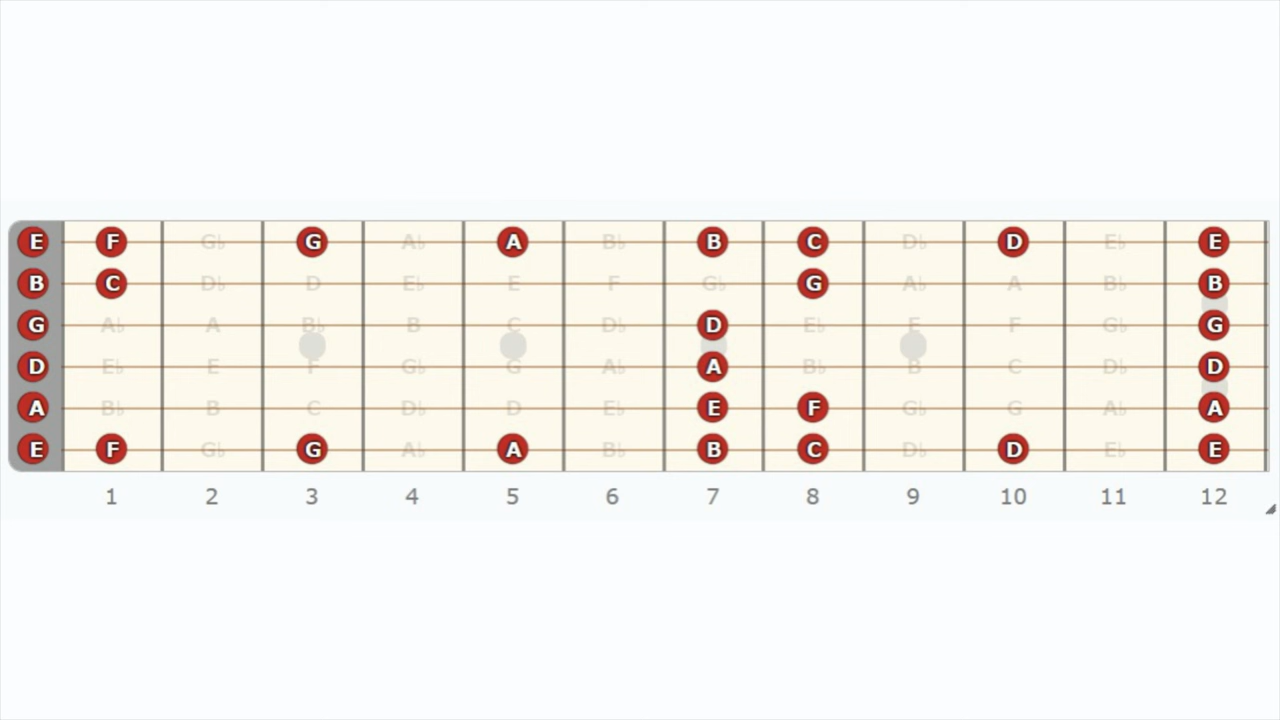 E F G♭ G A♭ A B♭ B C D♭ D E♭ E
B C D♭ D E♭ E F G♭ G A♭ A B♭ B
G A♭ A B♭ B C D♭ D E♭ E F G♭ G
D E♭ E F G♭ G A♭ A B♭ B C D♭ D
A B♭ B C D♭ D E♭ E F G♭ G A♭ A
E F G♭ G A♭ A B♭ B C D♭ D E♭ E
1 2 3 4 5 6 7 8 9 10 11 12